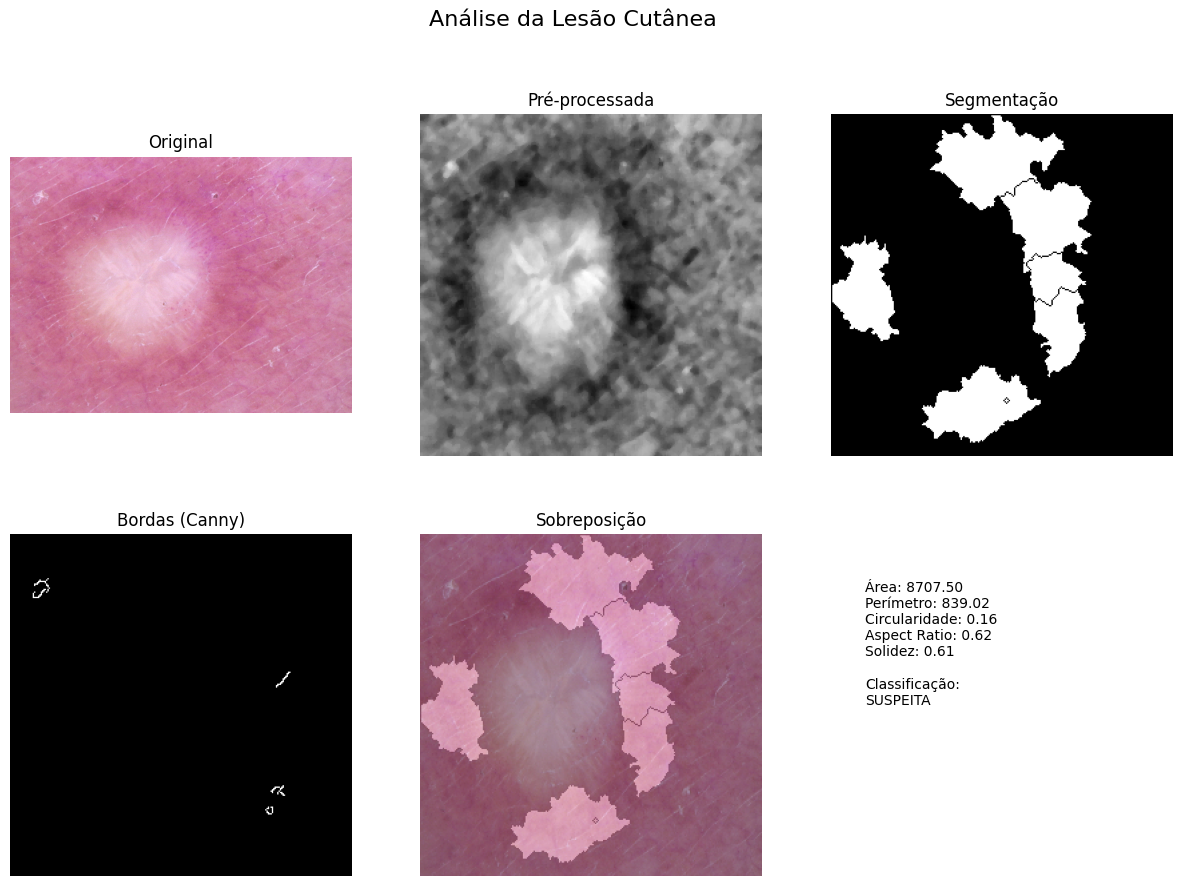 Análise da Lesão Cutânea
Original
Pré-processada
Segmentação
Bordas (Canny)
Sobreposição
Área: 8707.50
Perímetro: 839.02
Circularidade: 0.16
Aspect Ratio: 0.62
Solidez: 0.61
Classificação:
SUSPEITA